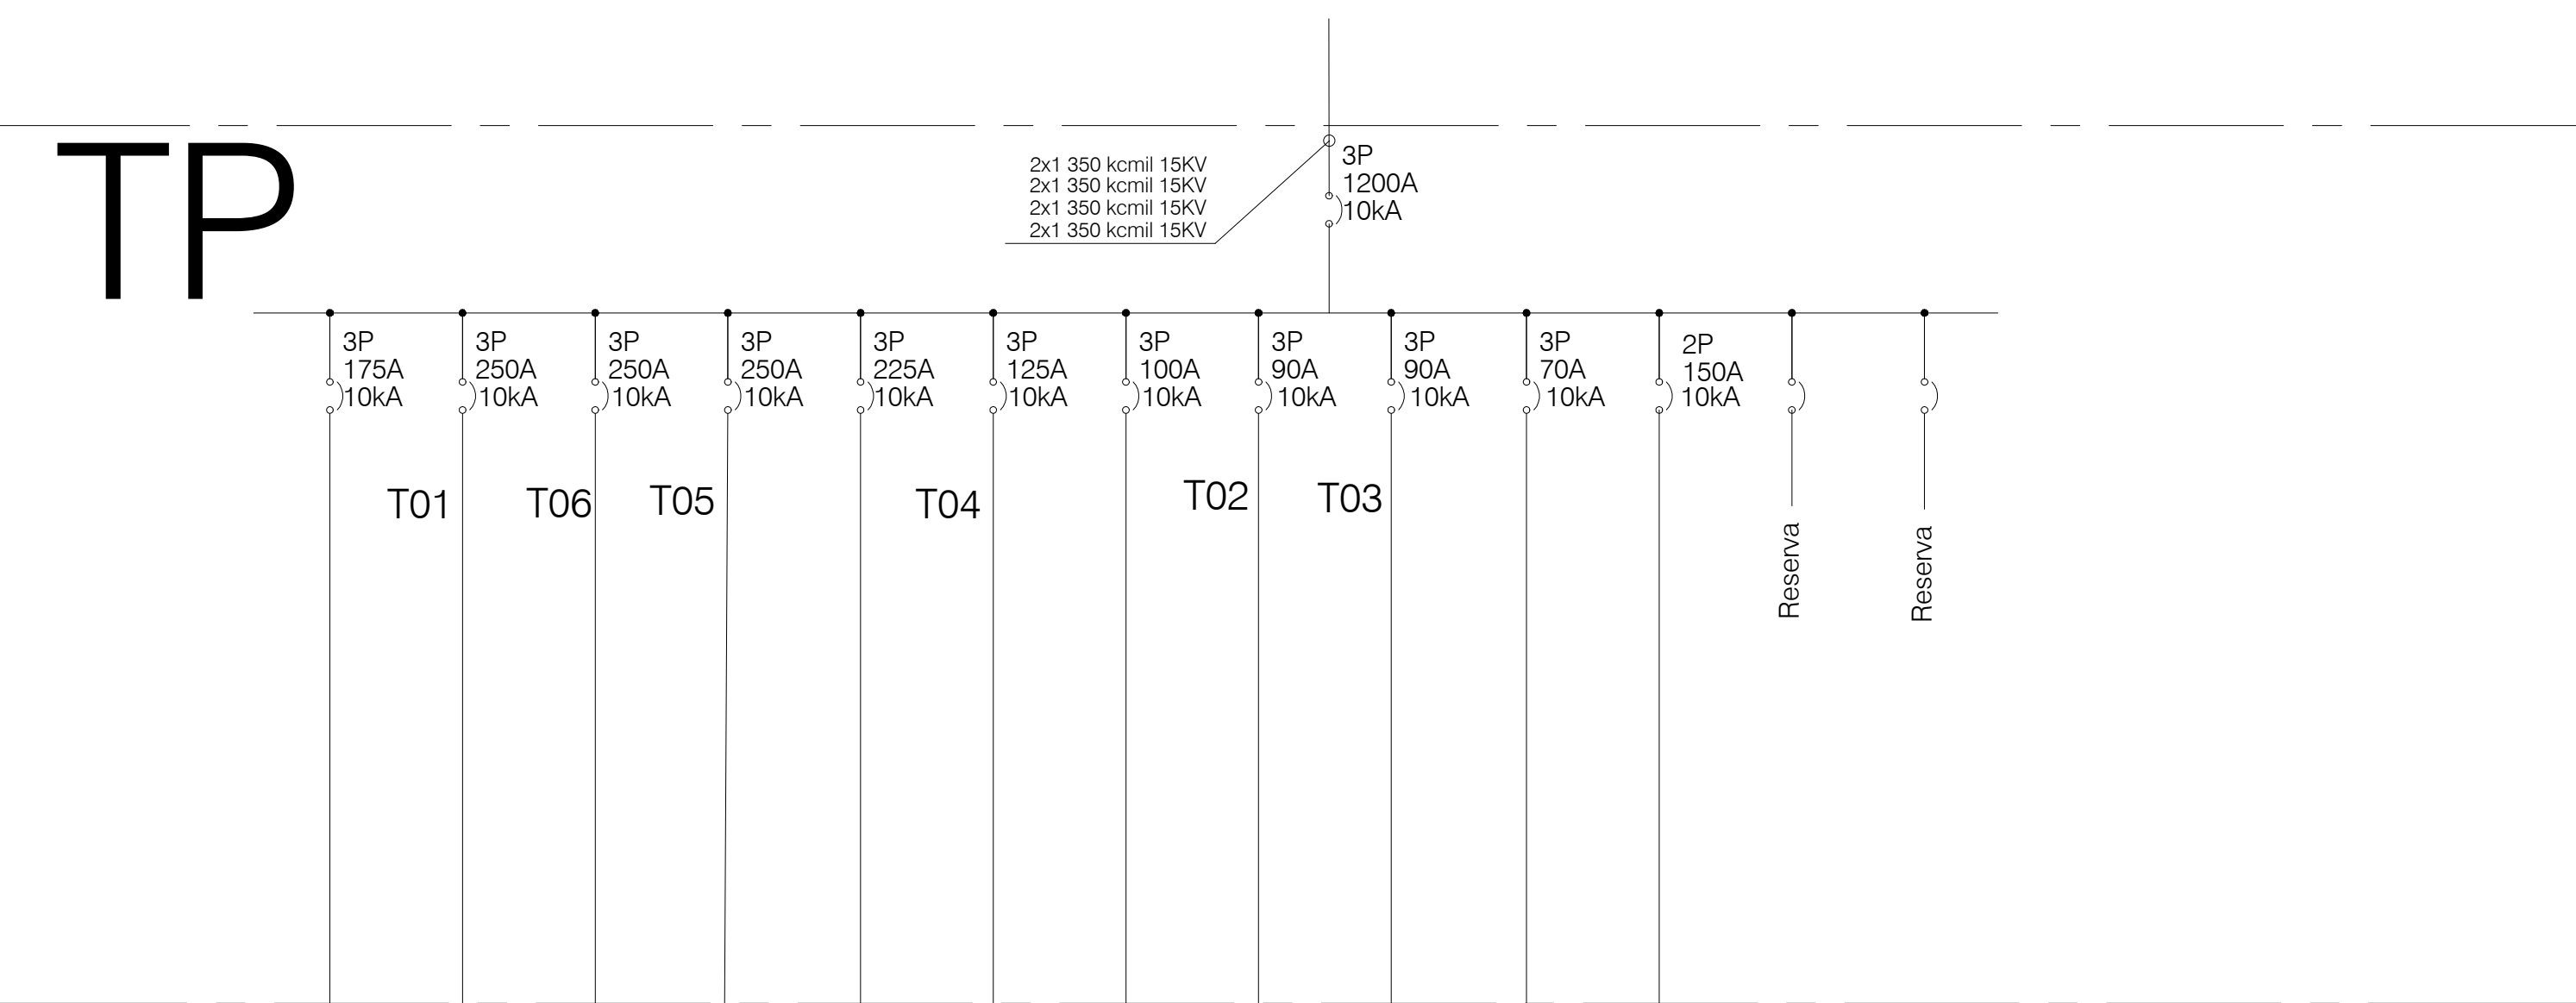 TP
2x1 350 kcmil 15KV
2x1 350 kcmil 15KV
2x1 350 kcmil 15KV
2x1 350 kcmil 15KV
3P
1200A
10kA
3P
175A
10kA
3P
250A
10kA
3P
250A
10kA
3P
250A
10kA
3P
225A
10kA
3P
125A
10kA
3P
100A
10kA
3P
90A
10kA
3P
90A
10kA
3P
70A
10kA
2P
150A
10kA
T01
T06
T05
T04
T02
T03
Reserva
Reserva